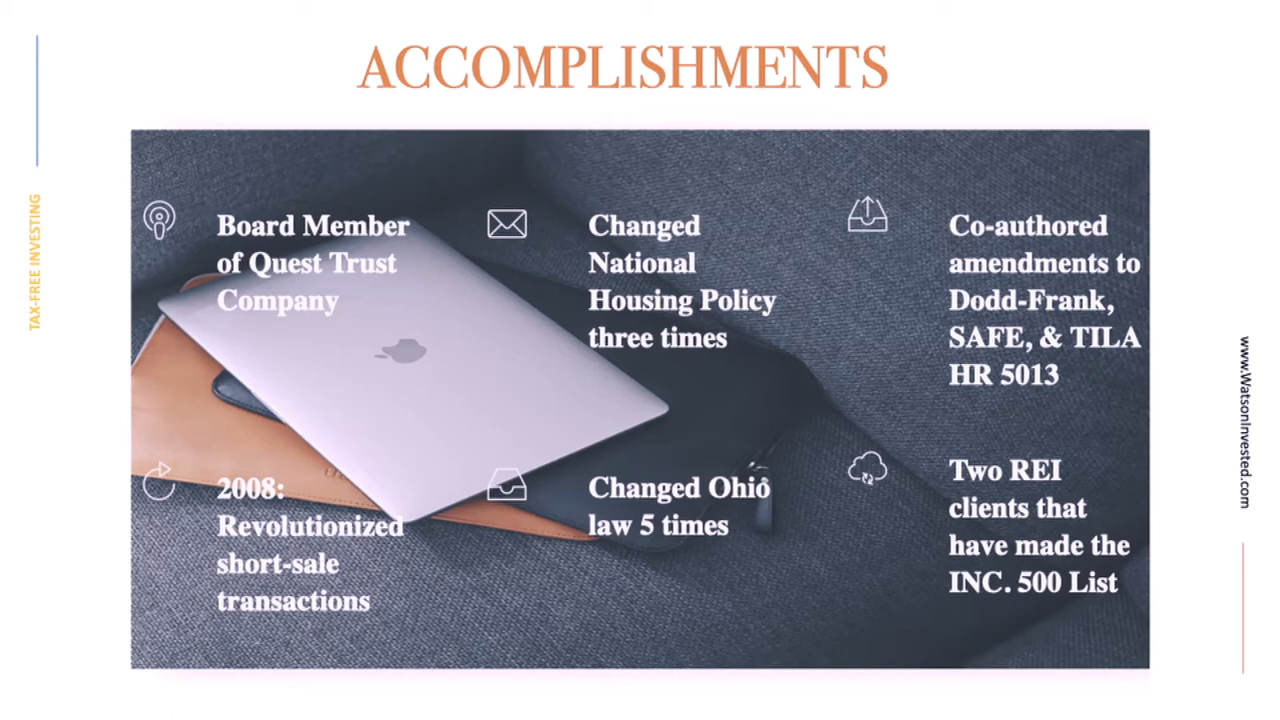 ACCOMPLISHMENTS
TAX-FREE INVESTING
Board Member
of Quest Trust
Company
Changed
National
Housing Policy
three times
Co-authored
amendments to
Dodd-Frank,
SAFE, & TILA
HR 5013
2008:
Revolutionized
short-sale
transactions
Changed Ohio
law 5 times
Two REI
clients that
have made the
INC. 500 List
www.WatsonInvested.com